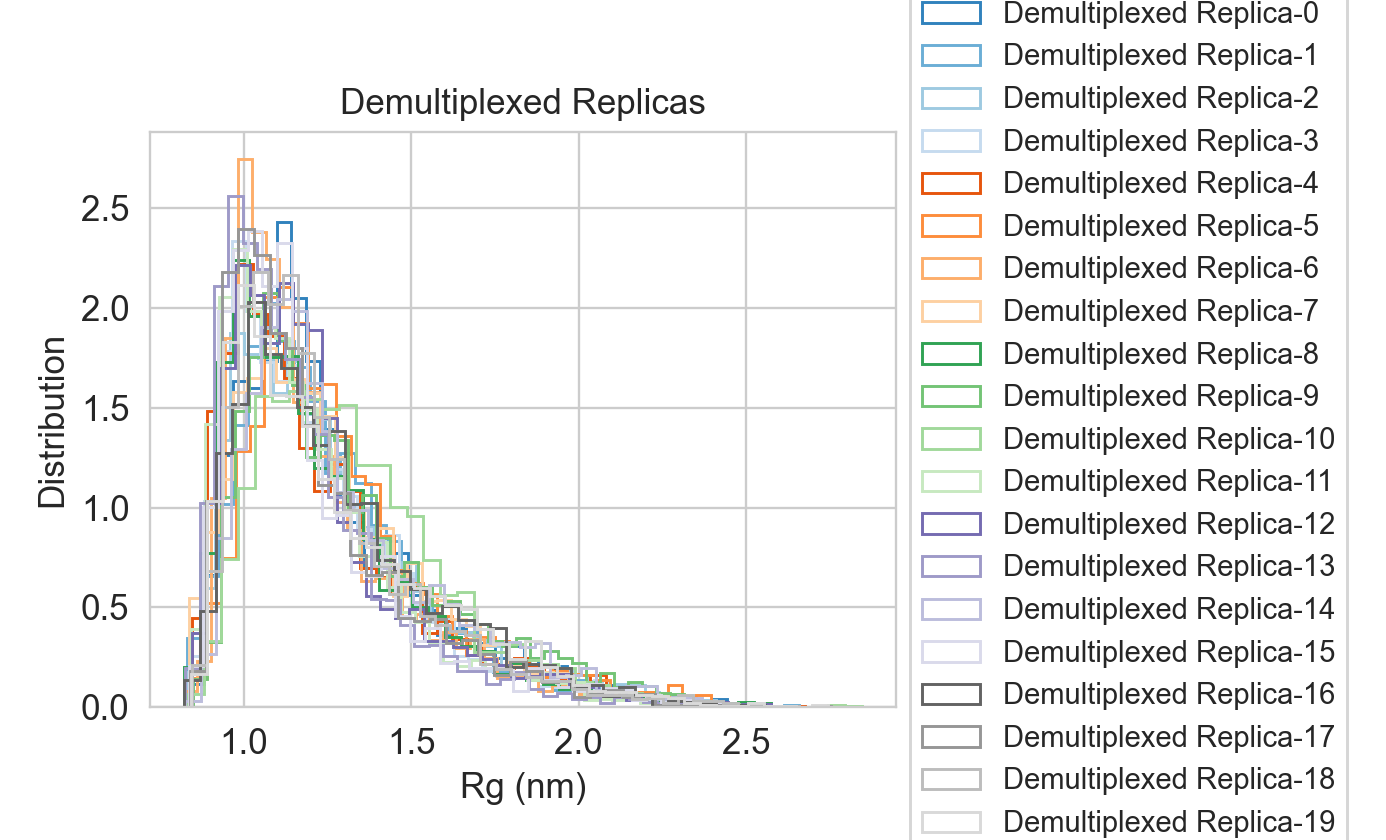 Demultiplexed Replicas
Distribution
2.5
2.0
1.5
1.0
0.5
0.0
1.0
1.5
2.0
2.5
Rg (nm)
Demultiplexed Replica-0
Demultiplexed Replica-1
Demultiplexed Replica-2
Demultiplexed Replica-3
Demultiplexed Replica-4
Demultiplexed Replica-5
Demultiplexed Replica-6
Demultiplexed Replica-7
Demultiplexed Replica-8
Demultiplexed Replica-9
Demultiplexed Replica-10
Demultiplexed Replica-11
Demultiplexed Replica-12
Demultiplexed Replica-13
Demultiplexed Replica-14
Demultiplexed Replica-15
Demultiplexed Replica-16
Demultiplexed Replica-17
Demultiplexed Replica-18
Demultiplexed Replica-19